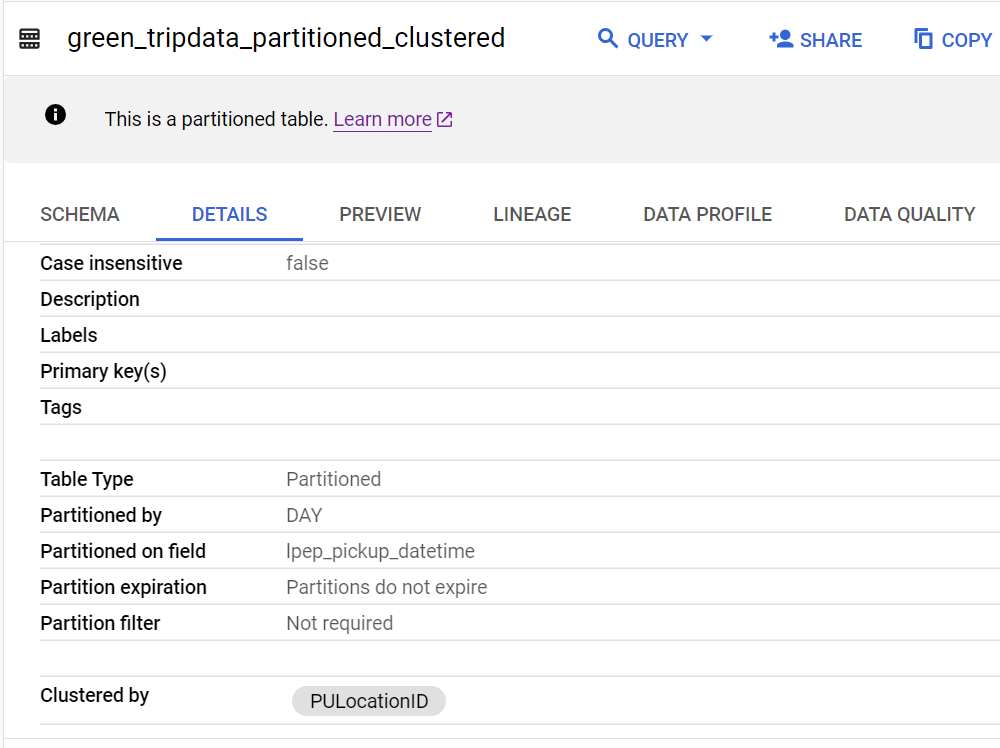 green_tripdata_partitioned_clustered QUERY SHARE COPY
This is a partitioned table. Learn more
SCHEMA DETAILS PREVIEW LINEAGE DATA PROFILE DATA QUALITY
Case insensitive false
Description
Labels
Primary key(s)
Tags
Table Type Partitioned
Partitioned by DAY
Partitioned on field lpep_pickup_datetime
Partition expiration Partitions do not expire
Partition filter Not required
Clustered by PULocationID